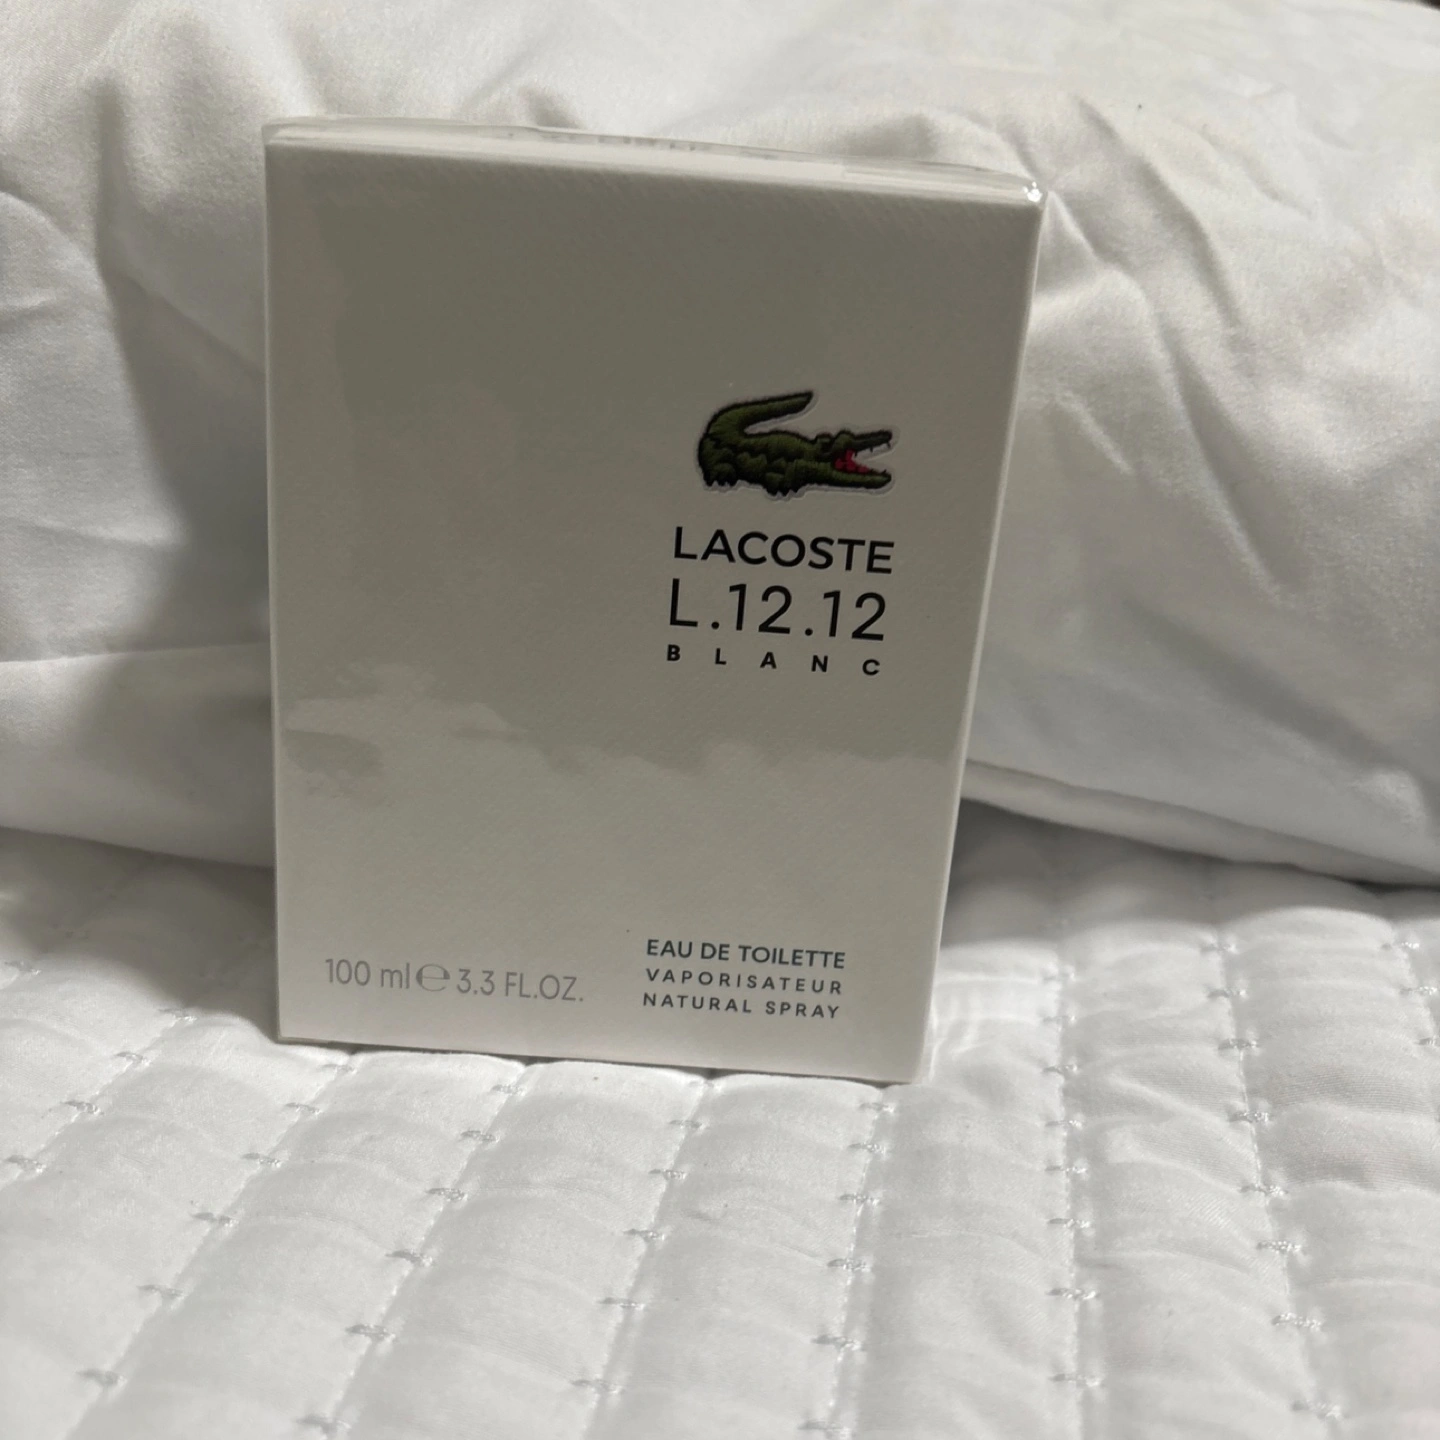 LACOSTE
L.12.12
BLANC
EAU DE TOILETTE
VAPORISATEUR
NATURAL SPRAY
100 ml℮3.3 FL.OZ.